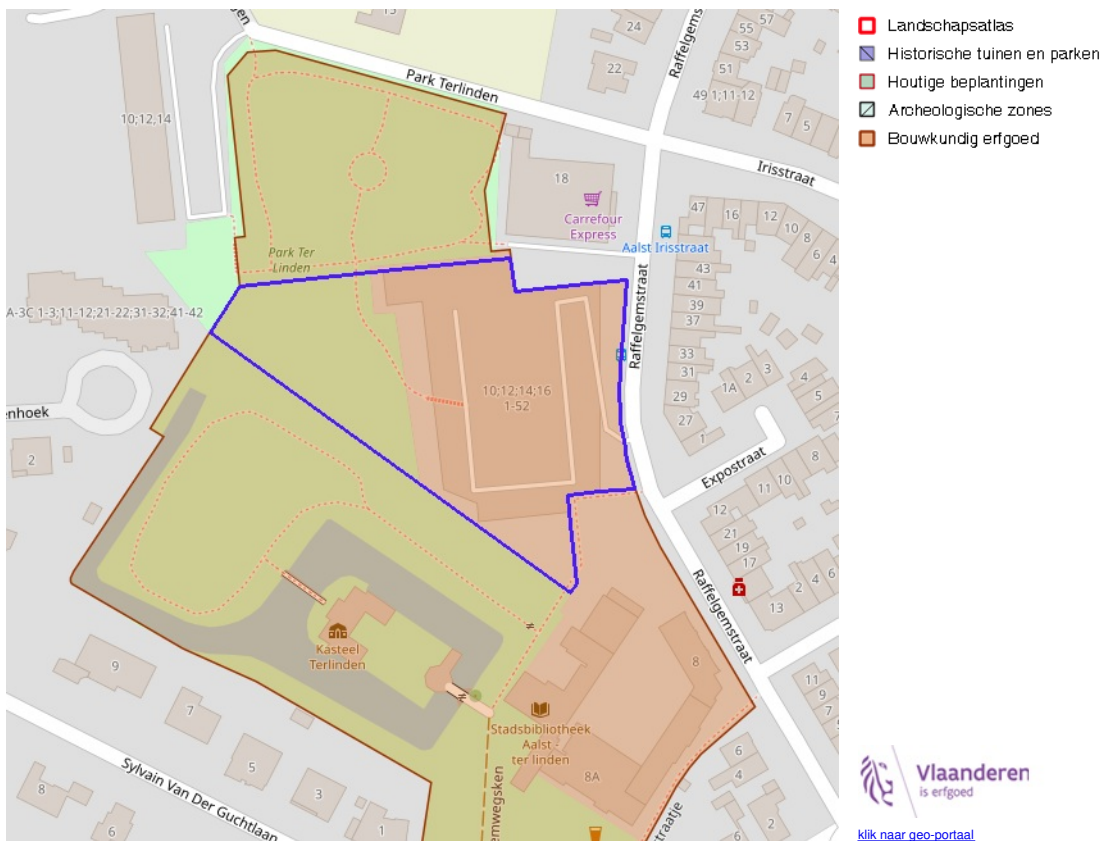 Landschapsatlas
Historische tuinen en parken
Houtige beplantingen
Archeologische zones
Bouwkundig erfgoed
Park Terlinden
24
22
55
57
53
51
49 1;11-12
7
5
Irisstraat
10;12;14
18
Carrefour
Express
Aalst Irisstraat
47
16
12
10
8
6
4
Park Ter
Linden
43
41
39
37
33
31
29
27
1
Raffelgemstraat
A-3C 1-3;11-12;21-22;31-32;41-42
10;12;14;16
1-52
1A
2
3
4
5
enhoek
2
Expostraat
8
10
11
12
21
19
17
13
2
4
6
Raffelgemstraat
Kasteel
Terlinden
9
7
5
3
1
8
6
Sylvain Van Der Guchtlaan
Stadsbibliotheek
Aalst -
ter linden
8
8A
emwegsken
straatje
6
4
2
11
9
7
Vlaanderen
is erfgoed
klik naar geo-portaal